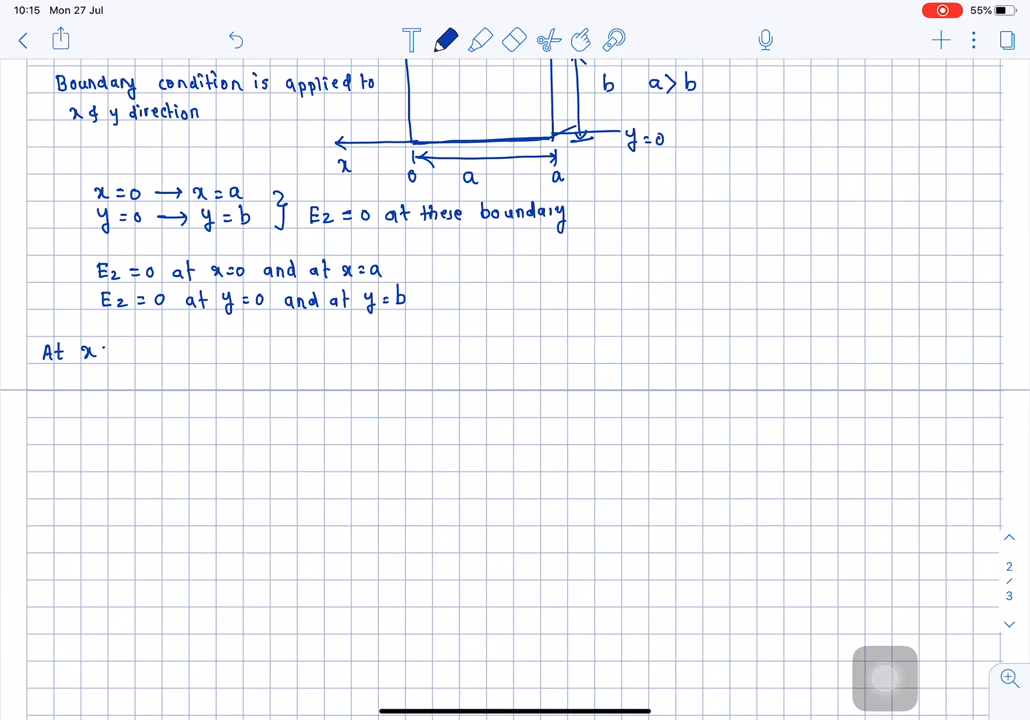 10:15 Mon 27 Jul
55%
T
Boundary condition is applied to
x & y direction
b a > b
y = 0
x
0 a a
x = 0 → x = a
y = 0 → y = b } Ez = 0 at these boundary
Ez = 0 at x=0 and at x=a
Ez = 0 at y=0 and at y=b
At x
2
/
3